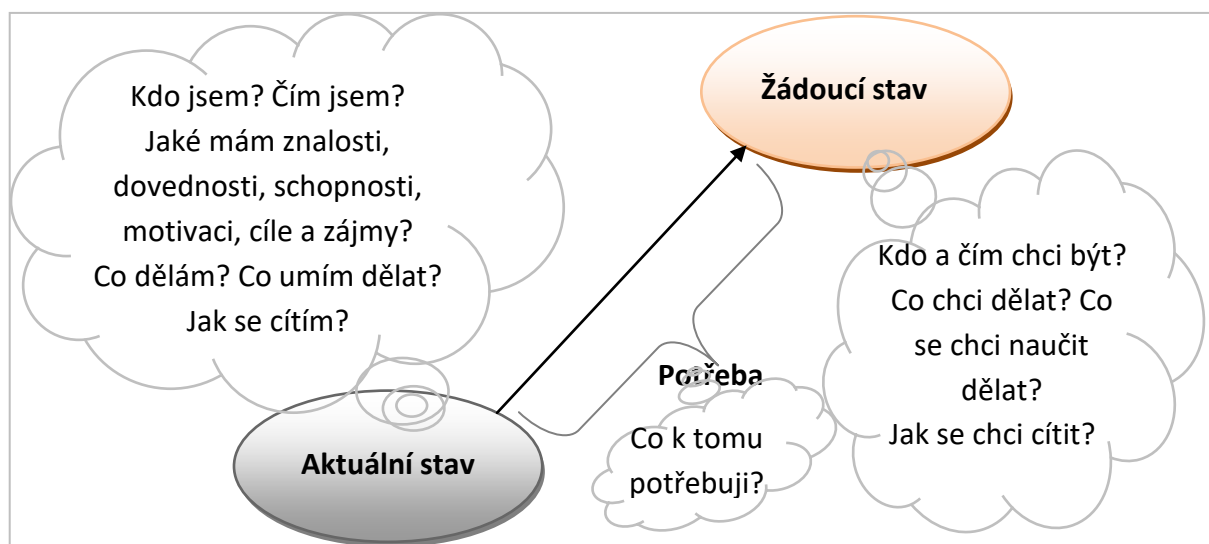 Kdo jsem? Čím jsem?
Jaké mám znalosti,
dovednosti, schopnosti,
motivaci, cíle a zájmy?
Co dělám? Co umím dělat?
Jak se cítím?
Žádoucí stav
Kdo a čím chci být?
Co chci dělat? Co
se chci naučit
dělat?
Jak se chci cítit?
Potřeba
Co k tomu
potřebuji?
Aktuální stav